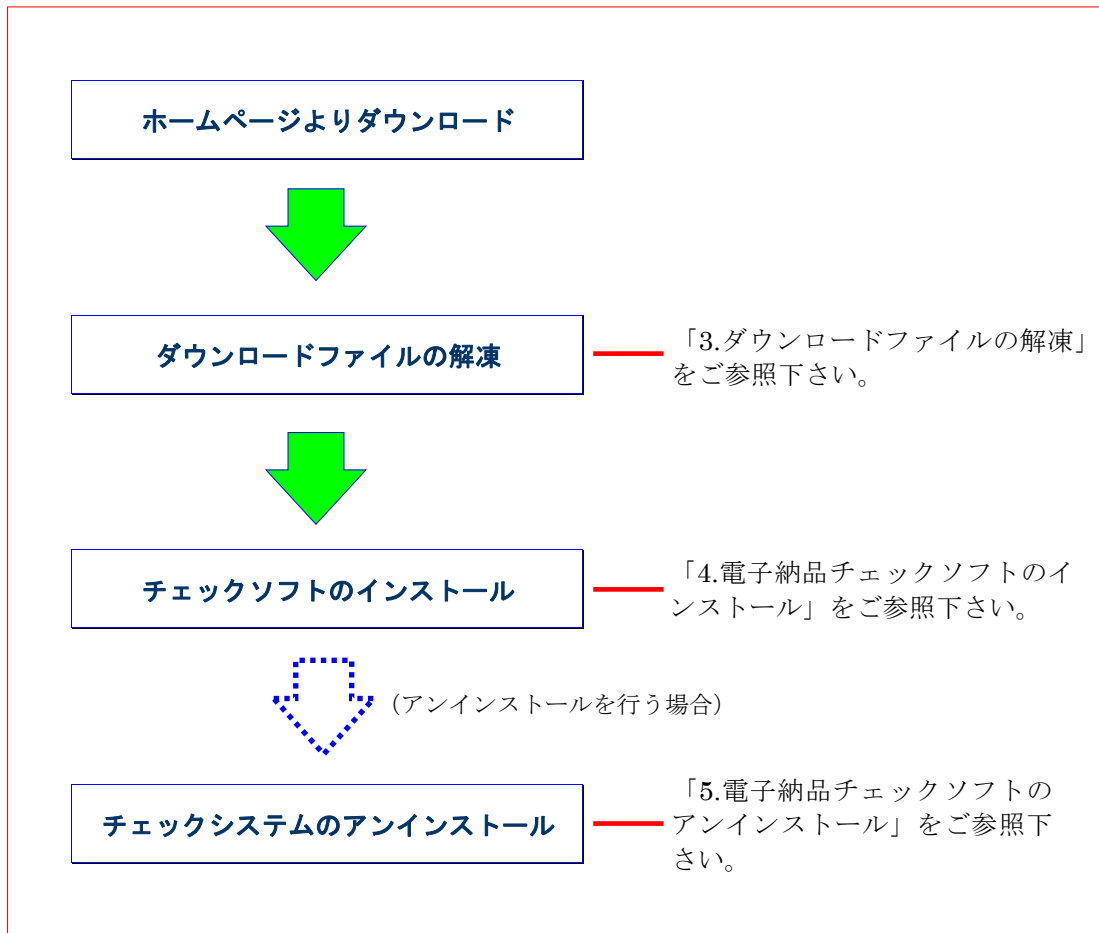 ホームページよりダウンロード
ダウンロードファイルの解凍
「3.ダウンロードファイルの解凍」
をご参照下さい。
チェックソフトのインストール
「4.電子納品チェックソフトのイ
ンストール」をご参照下さい。
（アンインストールを行う場合）
チェックシステムのアンインストール
「5.電子納品チェックソフトの
アンインストール」をご参照下
さい。